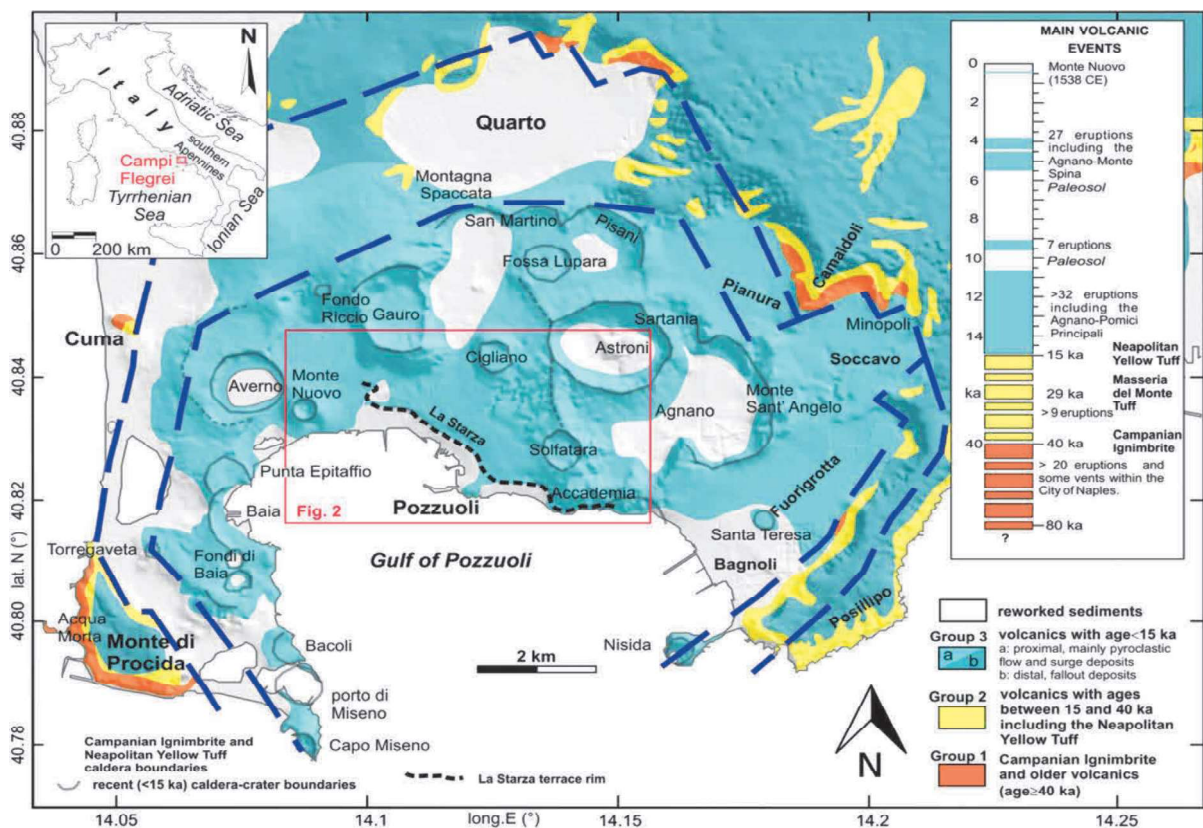 N
Italy
Adriatic Sea
southern
Apennines
Campi
Flegrei
Tyrrhenian
Sea
Ionian Sea
0 200 km
40.88
40.86
40.84
40.82
40.80
40.78
lat. N (°)
Quarto
Montagna
Spaccata
San Martino
Pisani
Fossa Lupara
Camaldoli
Pianura
Minopoli
Fondo
Riccio
Gauro
Sartania
Cuma
Cigliano
Astroni
Soccavo
Averno
Monte
Nuovo
La Starza
Agnano
Monte
Sant' Angelo
Solfatara
Punta Epitaffio
Accademia
Fuorigrotta
Fig. 2
Pozzuoli
Baia
Santa Teresa
Torregaveta
Fondi di
Baia
Gulf of Pozzuoli
Bagnoli
Posillipo
Acqua
Morta
Monte di
Procida
Bacoli
Nisida
2 km
porto di
Miseno
Capo Miseno
N
Campanian Ignimbrite and
Neapolitan Yellow Tuff
caldera boundaries
recent (<15 ka) caldera-crater boundaries
La Starza terrace rim
14.05
14.1
long.E (°)
14.15
14.2
14.25
MAIN VOLCANIC
EVENTS
0
Monte Nuovo
(1538 CE)
2
4
27 eruptions
including the
Agnano-Monte
Spina
6
Paleosol
8
7 eruptions
10
Paleosol
12
>32 eruptions
including the
Agnano-Pomici
Principali
14
15 ka
Neapolitan
Yellow Tuff
ka
29 ka
Masseria
del Monte
Tuff
>9 eruptions
40
40 ka
Campanian
Ignimbrite
> 20 eruptions and
some vents within the
City of Naples.
80 ka
?
reworked sediments
Group 3
a b
volcanics with age<15 ka
a: proximal, mainly pyroclastic
flow and surge deposits
b: distal, fallout deposits
Group 2
volcanics with ages
between 15 and 40 ka
including the Neapolitan
Yellow Tuff
Group 1
Campanian Ignimbrite
and older volcanics
(age≥40 ka)